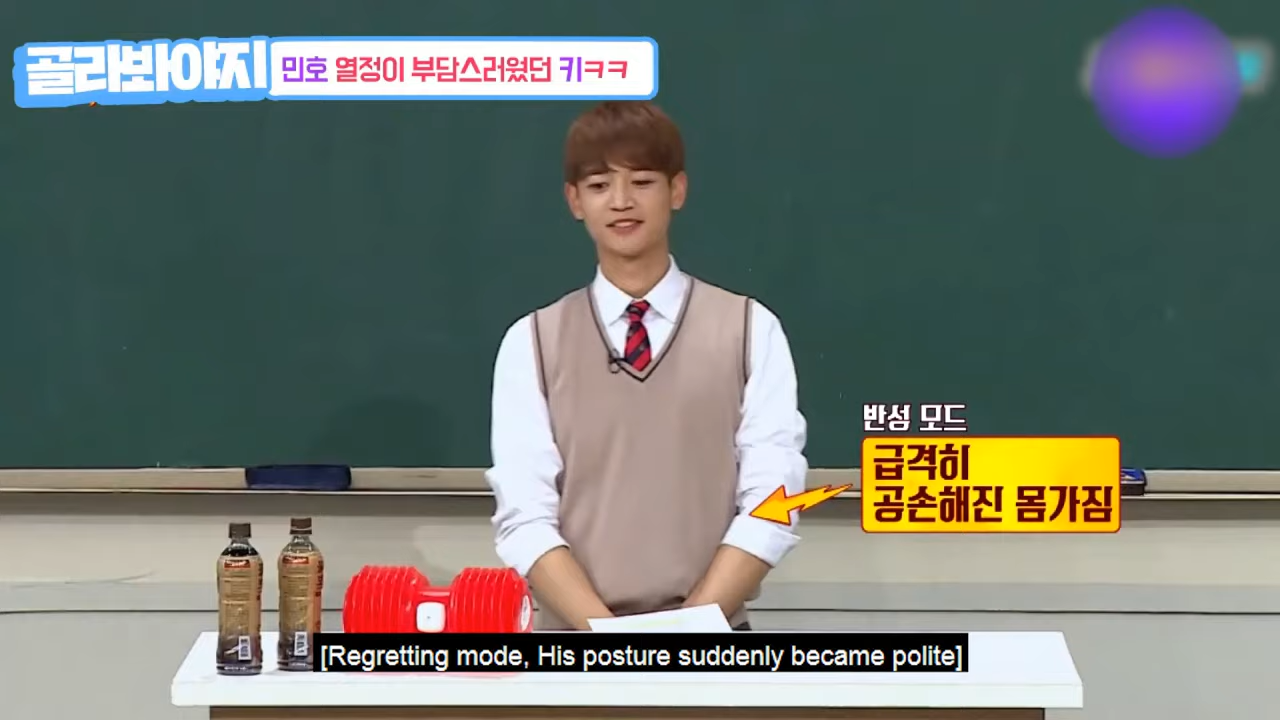 골라봐야지
민호 열정이 부담스러웠던 키ㅋㅋ
반성 모드
급격히
공손해진 몸가짐
[Regretting mode, His posture suddenly became polite]